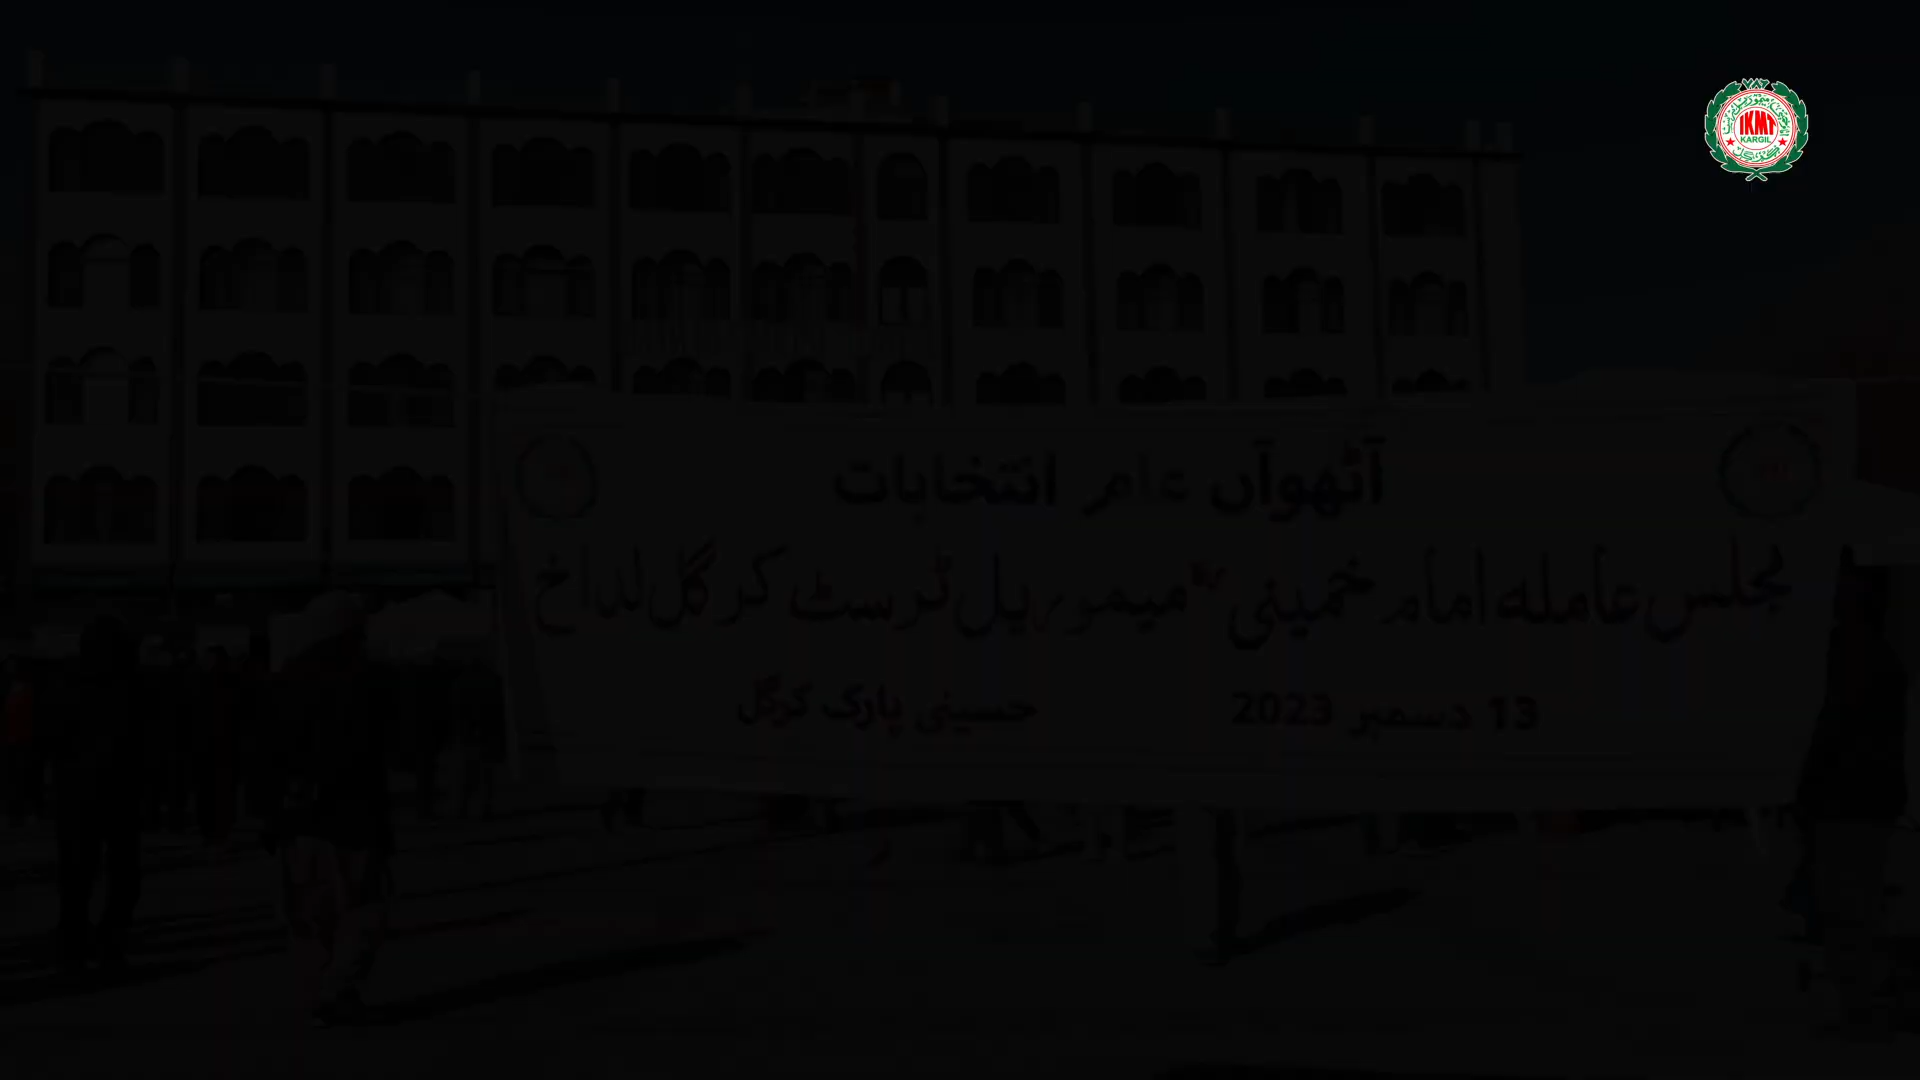 IKMT
KARGIL
آٹھواں عام انتخابات
مجلس عاملہ امام خمینیؒ میموریل ٹرسٹ کرگل لداخ
13 دسمبر 2023
حسینی پارک کرگل